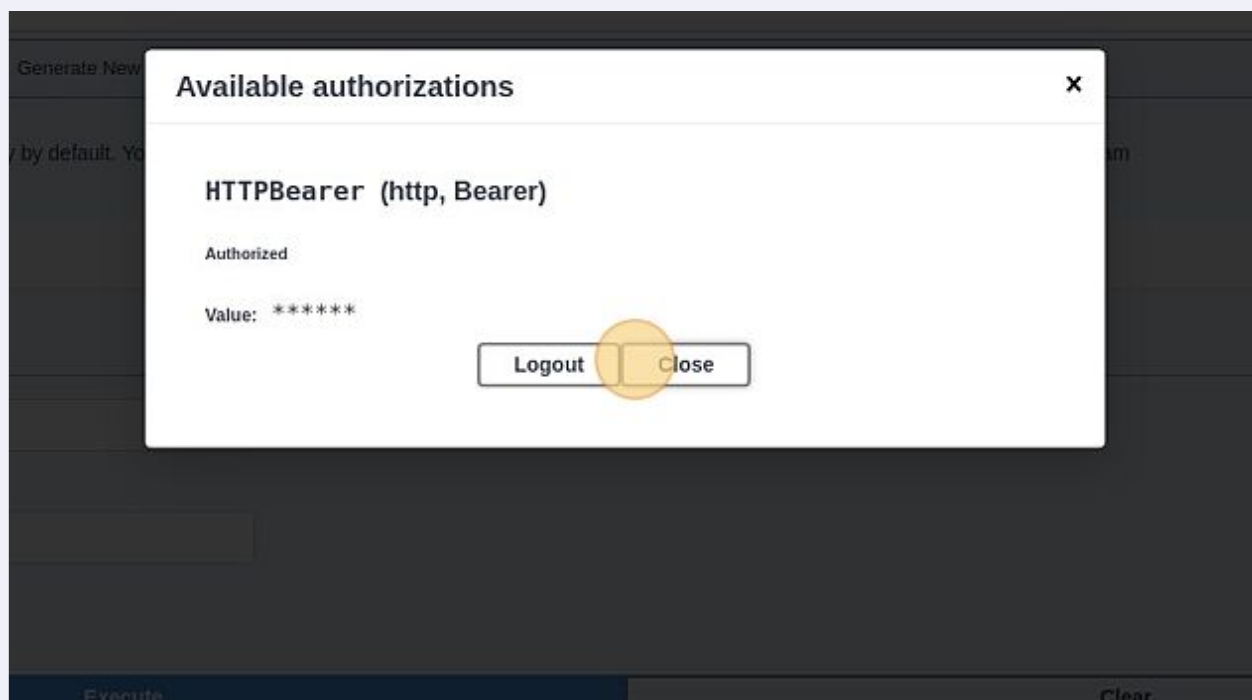 Generate New
Available authorizations
x
by default. Yo
am
HTTPBearer (http, Bearer)
Authorized
Value: ******
Logout
Close
Execute
Clear